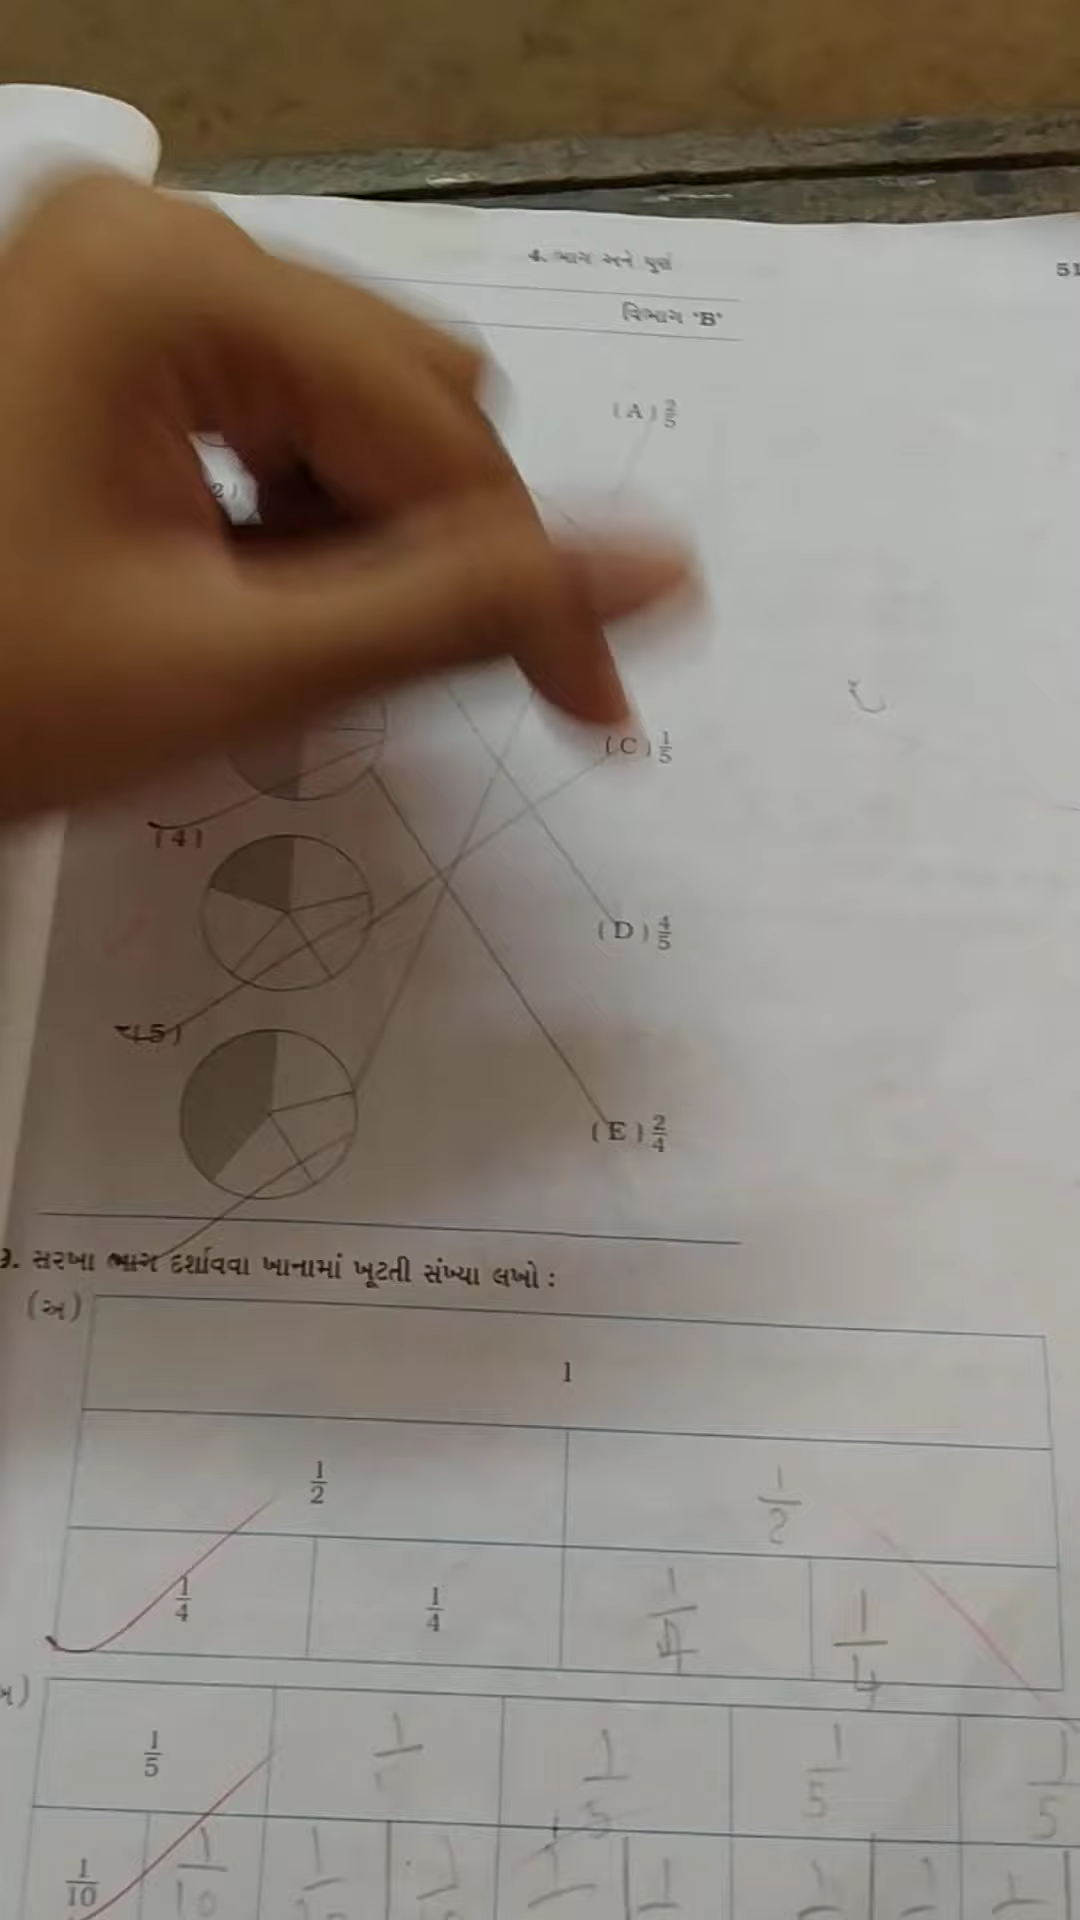 4. ભાગ અને પૂર્ણ
51
વિભાગ 'B'
(A) 2/5
2)
(C) 1/5
(4)
(D) 4/5
(5)
(E) 2/4
3. સરખા ભાગ દર્શાવવા ખાનામાં ખૂટતી સંખ્યા લખો :
(અ)
1
1/2 1/2
1/4 1/4 1/4 1/4
1/5 1/5 1/5 1/5
1/10 1/10